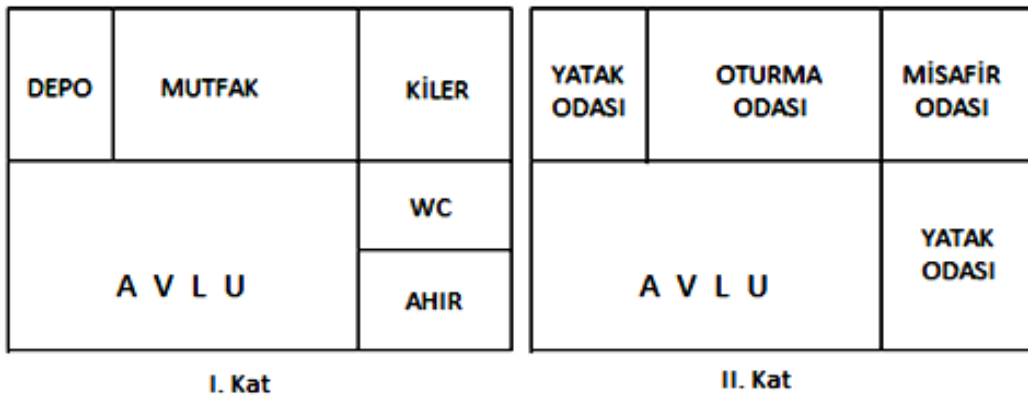 DEPO
MUTFAK
KİLER
WC
A V L U
AHIR
I. Kat
YATAK
ODASI
OTURMA
ODASI
MİSAFİR
ODASI
A V L U
YATAK
ODASI
II. Kat